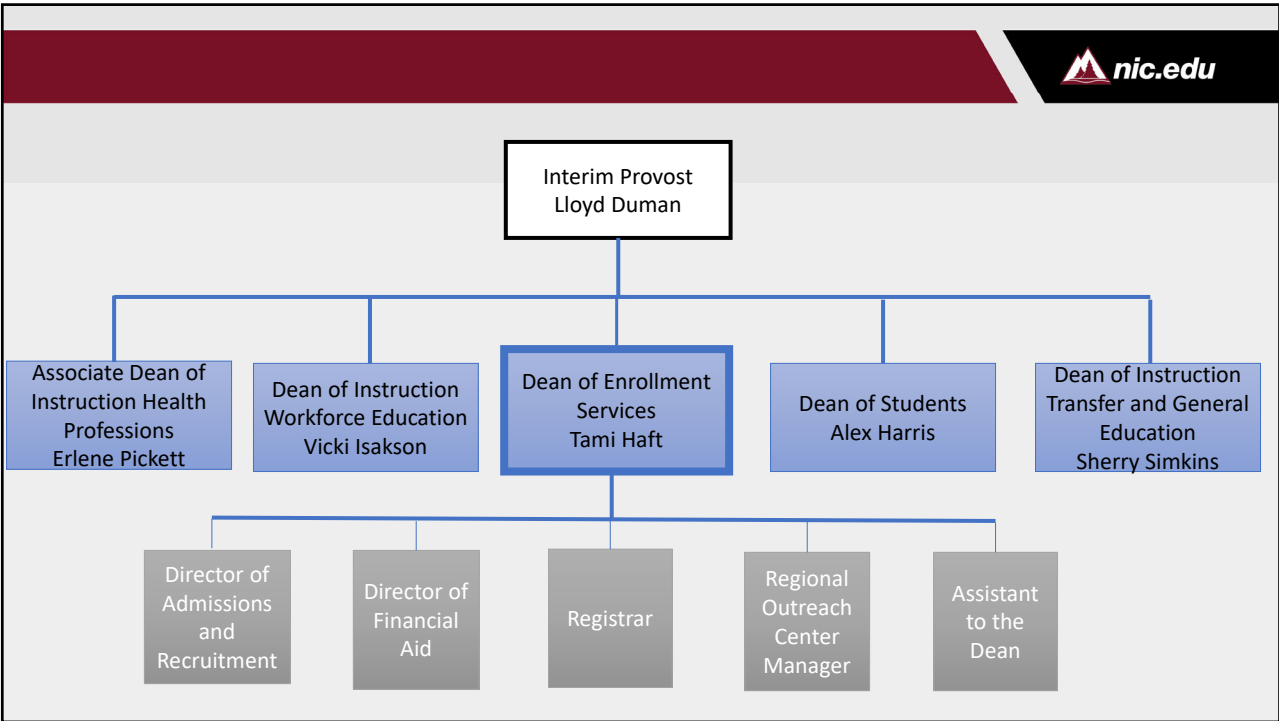 nic.edu
Interim Provost
Lloyd Duman
Associate Dean of
Instruction Health
Professions
Erlene Pickett
Dean of Instruction
Workforce Education
Vicki Isakson
Dean of Enrollment
Services
Tami Haft
Dean of Students
Alex Harris
Dean of Instruction
Transfer and General
Education
Sherry Simkins
Director of
Admissions
and
Recruitment
Director of
Financial
Aid
Registrar
Regional
Outreach
Center
Manager
Assistant
to the
Dean